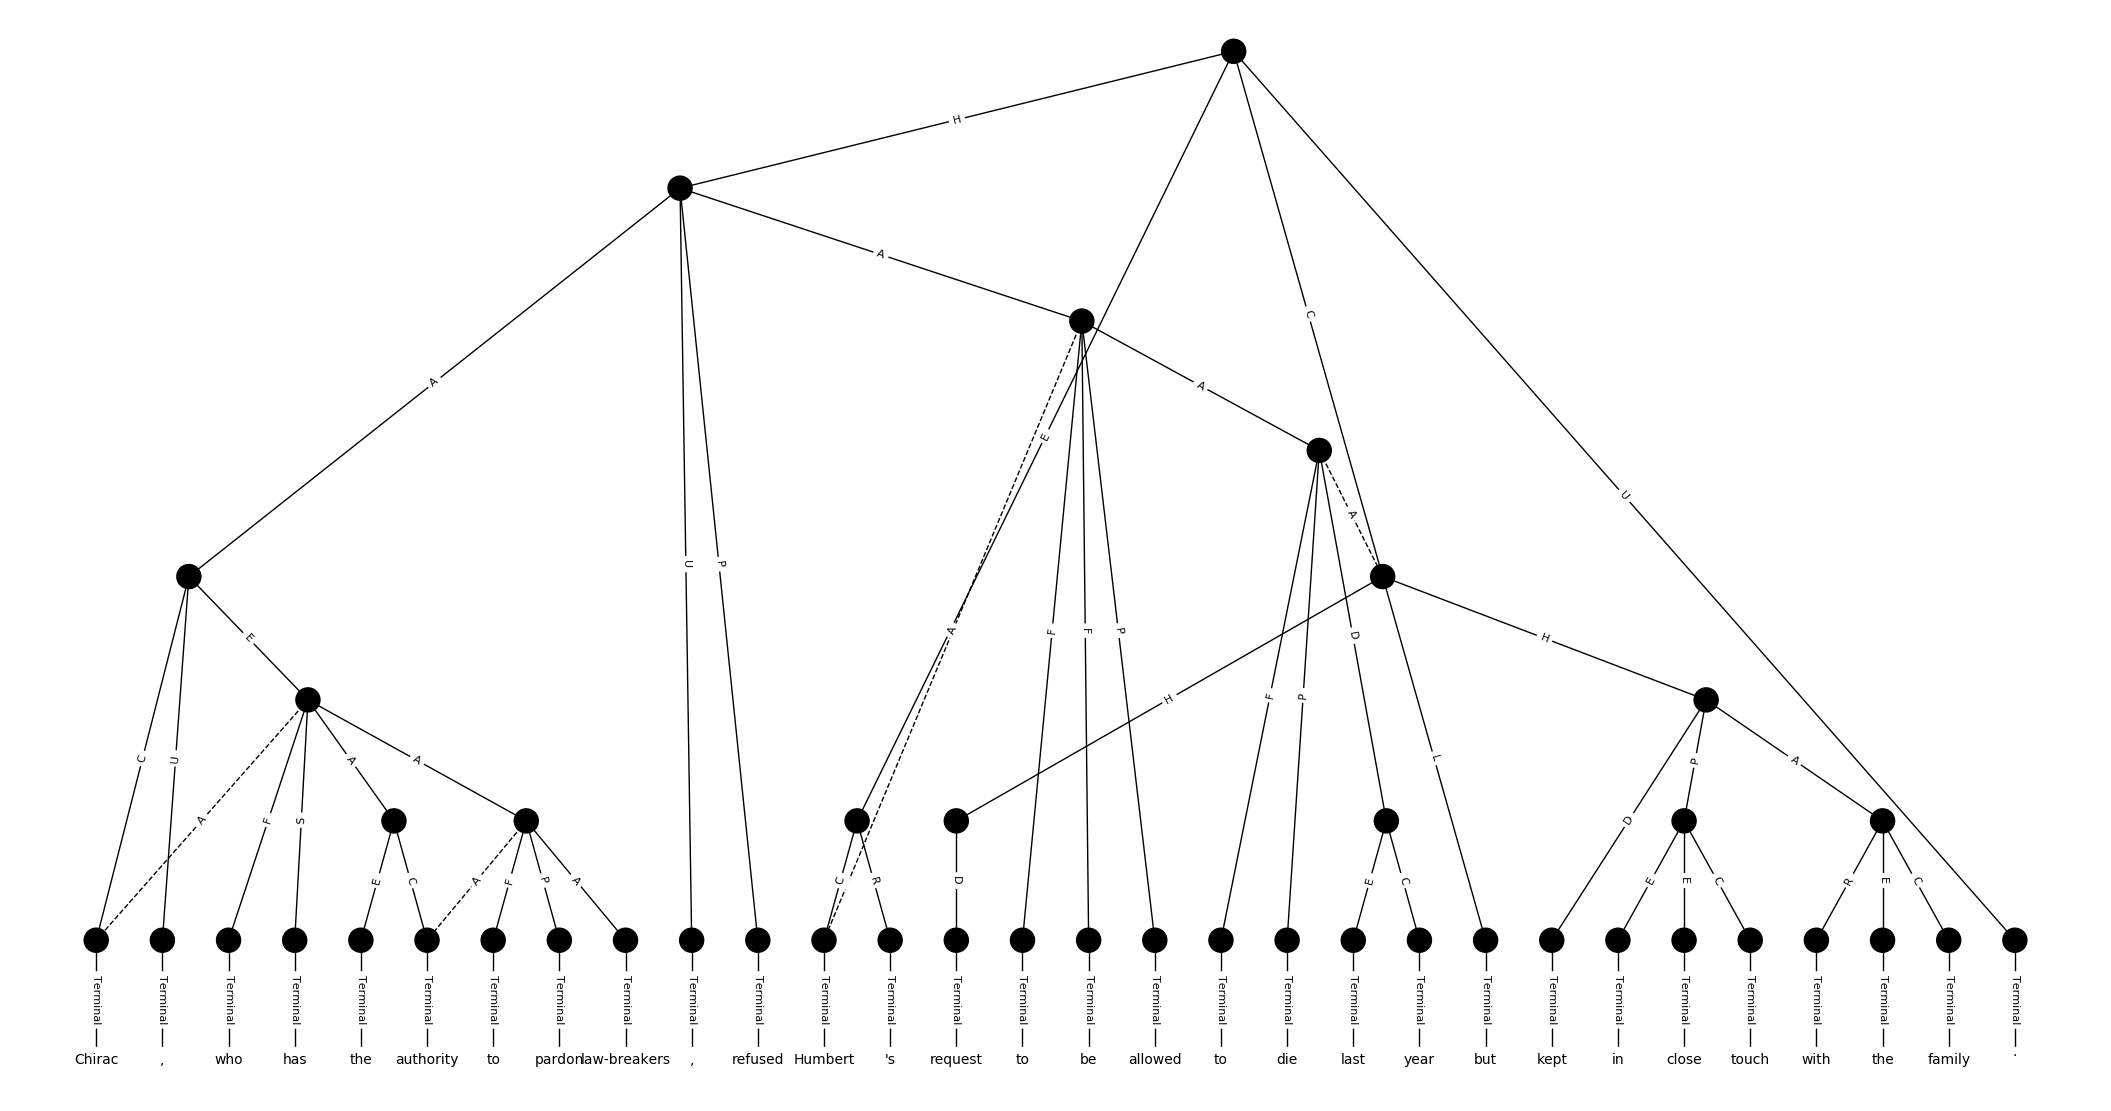 H
A
A
E
C
A
A
U
P
A
U
E
H
C
U
A
S
F
A
A
A
F
F
P
H
F
P
D
L
D
P
A
E
C
A
F
P
A
C
R
D
E
C
E
E
C
R
E
C
Terminal Terminal Terminal Terminal Terminal Terminal Terminal Terminal Terminal Terminal Terminal Terminal Terminal Terminal Terminal Terminal Terminal Terminal Terminal Terminal Terminal Terminal Terminal Terminal Terminal Terminal Terminal Terminal Terminal Terminal
Chirac , who has the authority to pardon law-breakers , refused Humbert 's request to be allowed to die last year but kept in close touch with the family .